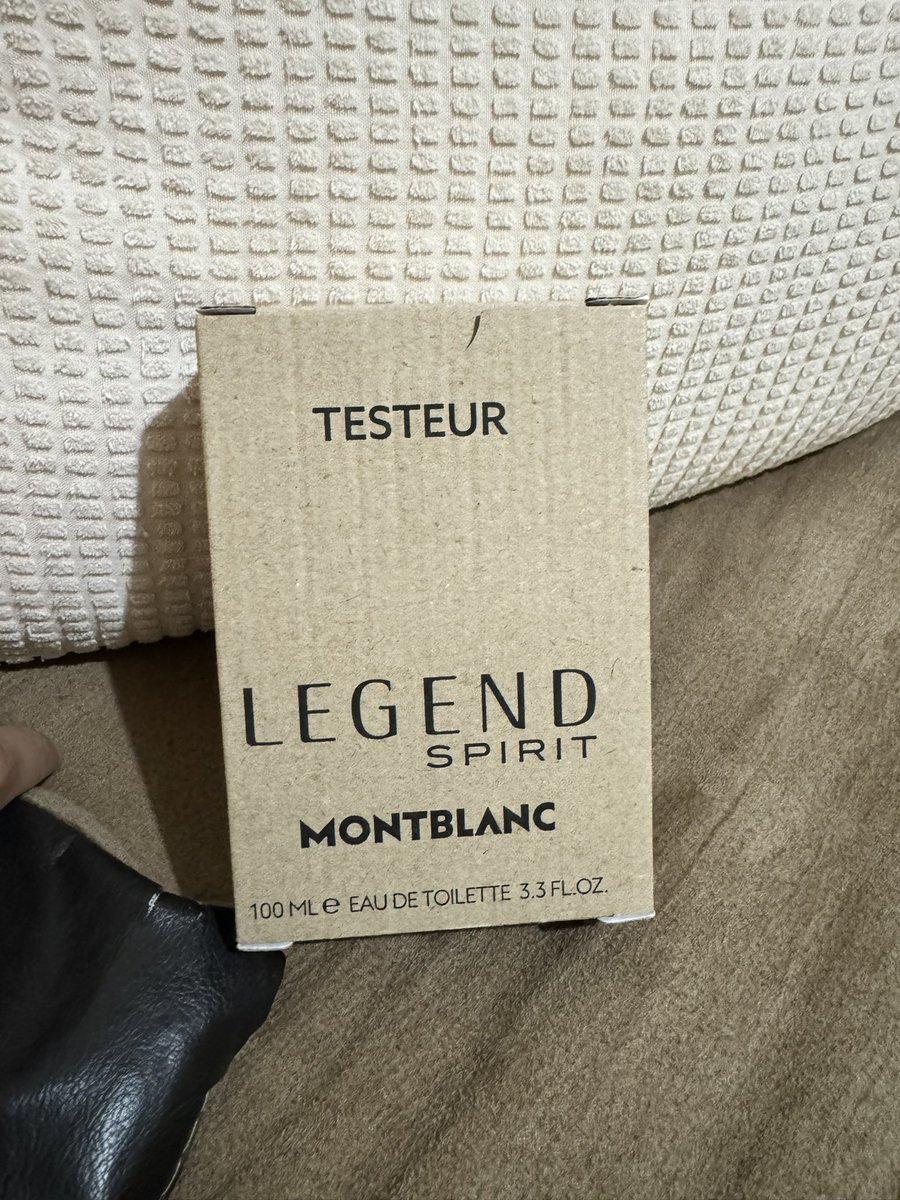 TESTEUR
LEGEND
SPIRIT
MONTBLANC
100 ML e EAU DE TOILETTE 3.3 FL.OZ.